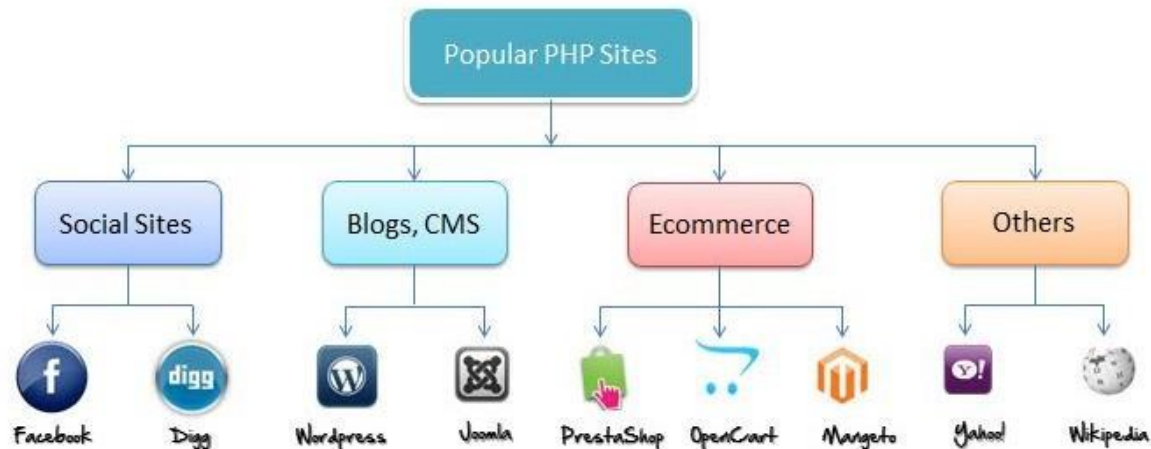 Popular PHP Sites
Social Sites
Blogs, CMS
Ecommerce
Others
f
digg
W
Y!
Facebook
Digg
Wordpress
Joomla
PrestaShop
OpenCart
Mangeto
Yahoo!
Wikipedia